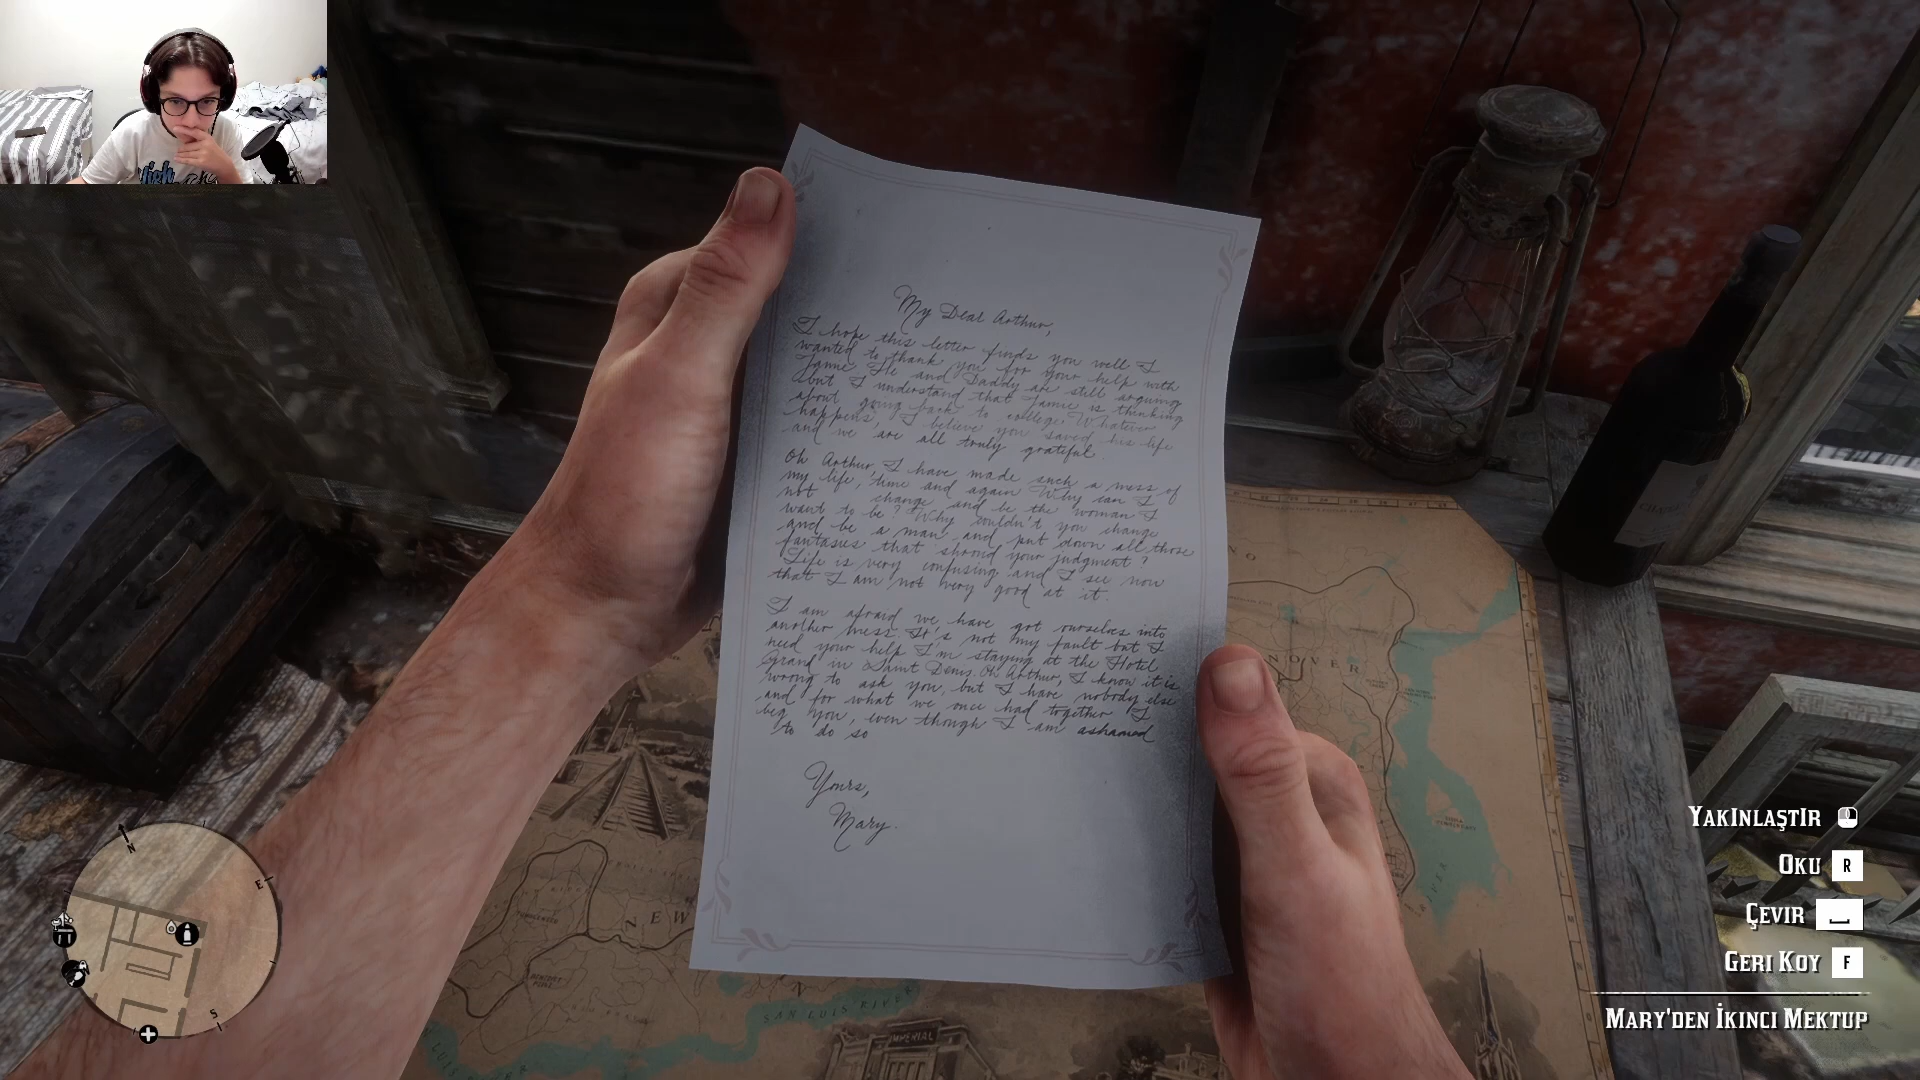 My Dear Arthur,
I hope this letter finds you well I
wanted to thank you for your help with
Jamie He and Daddy are still arguing
but I understand that Jamie is thinking
about going back to college. Whatever
happens, I believe you saved his life
and we are all truly grateful.
Oh Arthur, I have made such a mess of
my life, time and again Why can I
not change and be the woman I
want to be? Why couldn't you change
and be a man and put down all those
fantasies that shroud your judgment?
Life is very confusing and I see now
that I am not very good at it.
I am afraid we have got ourselves into
another mess. It's not my fault but I
need your help I'm staying at the Hotel
Grand in Saint Denis. Oh Arthur, I know it is
wrong to ask you, but I have nobody else
and for what we once had together I
beg you, even though I am ashamed
to do so
Yours,
Mary.
NOVER
NEW
SAN LUIS RIVER
IMPERIAL
N
E
S
YAKINLAŞTIR
OKU R
ÇEVIR
GERI KOY F
MARY'DEN İKINCI MEKTUP